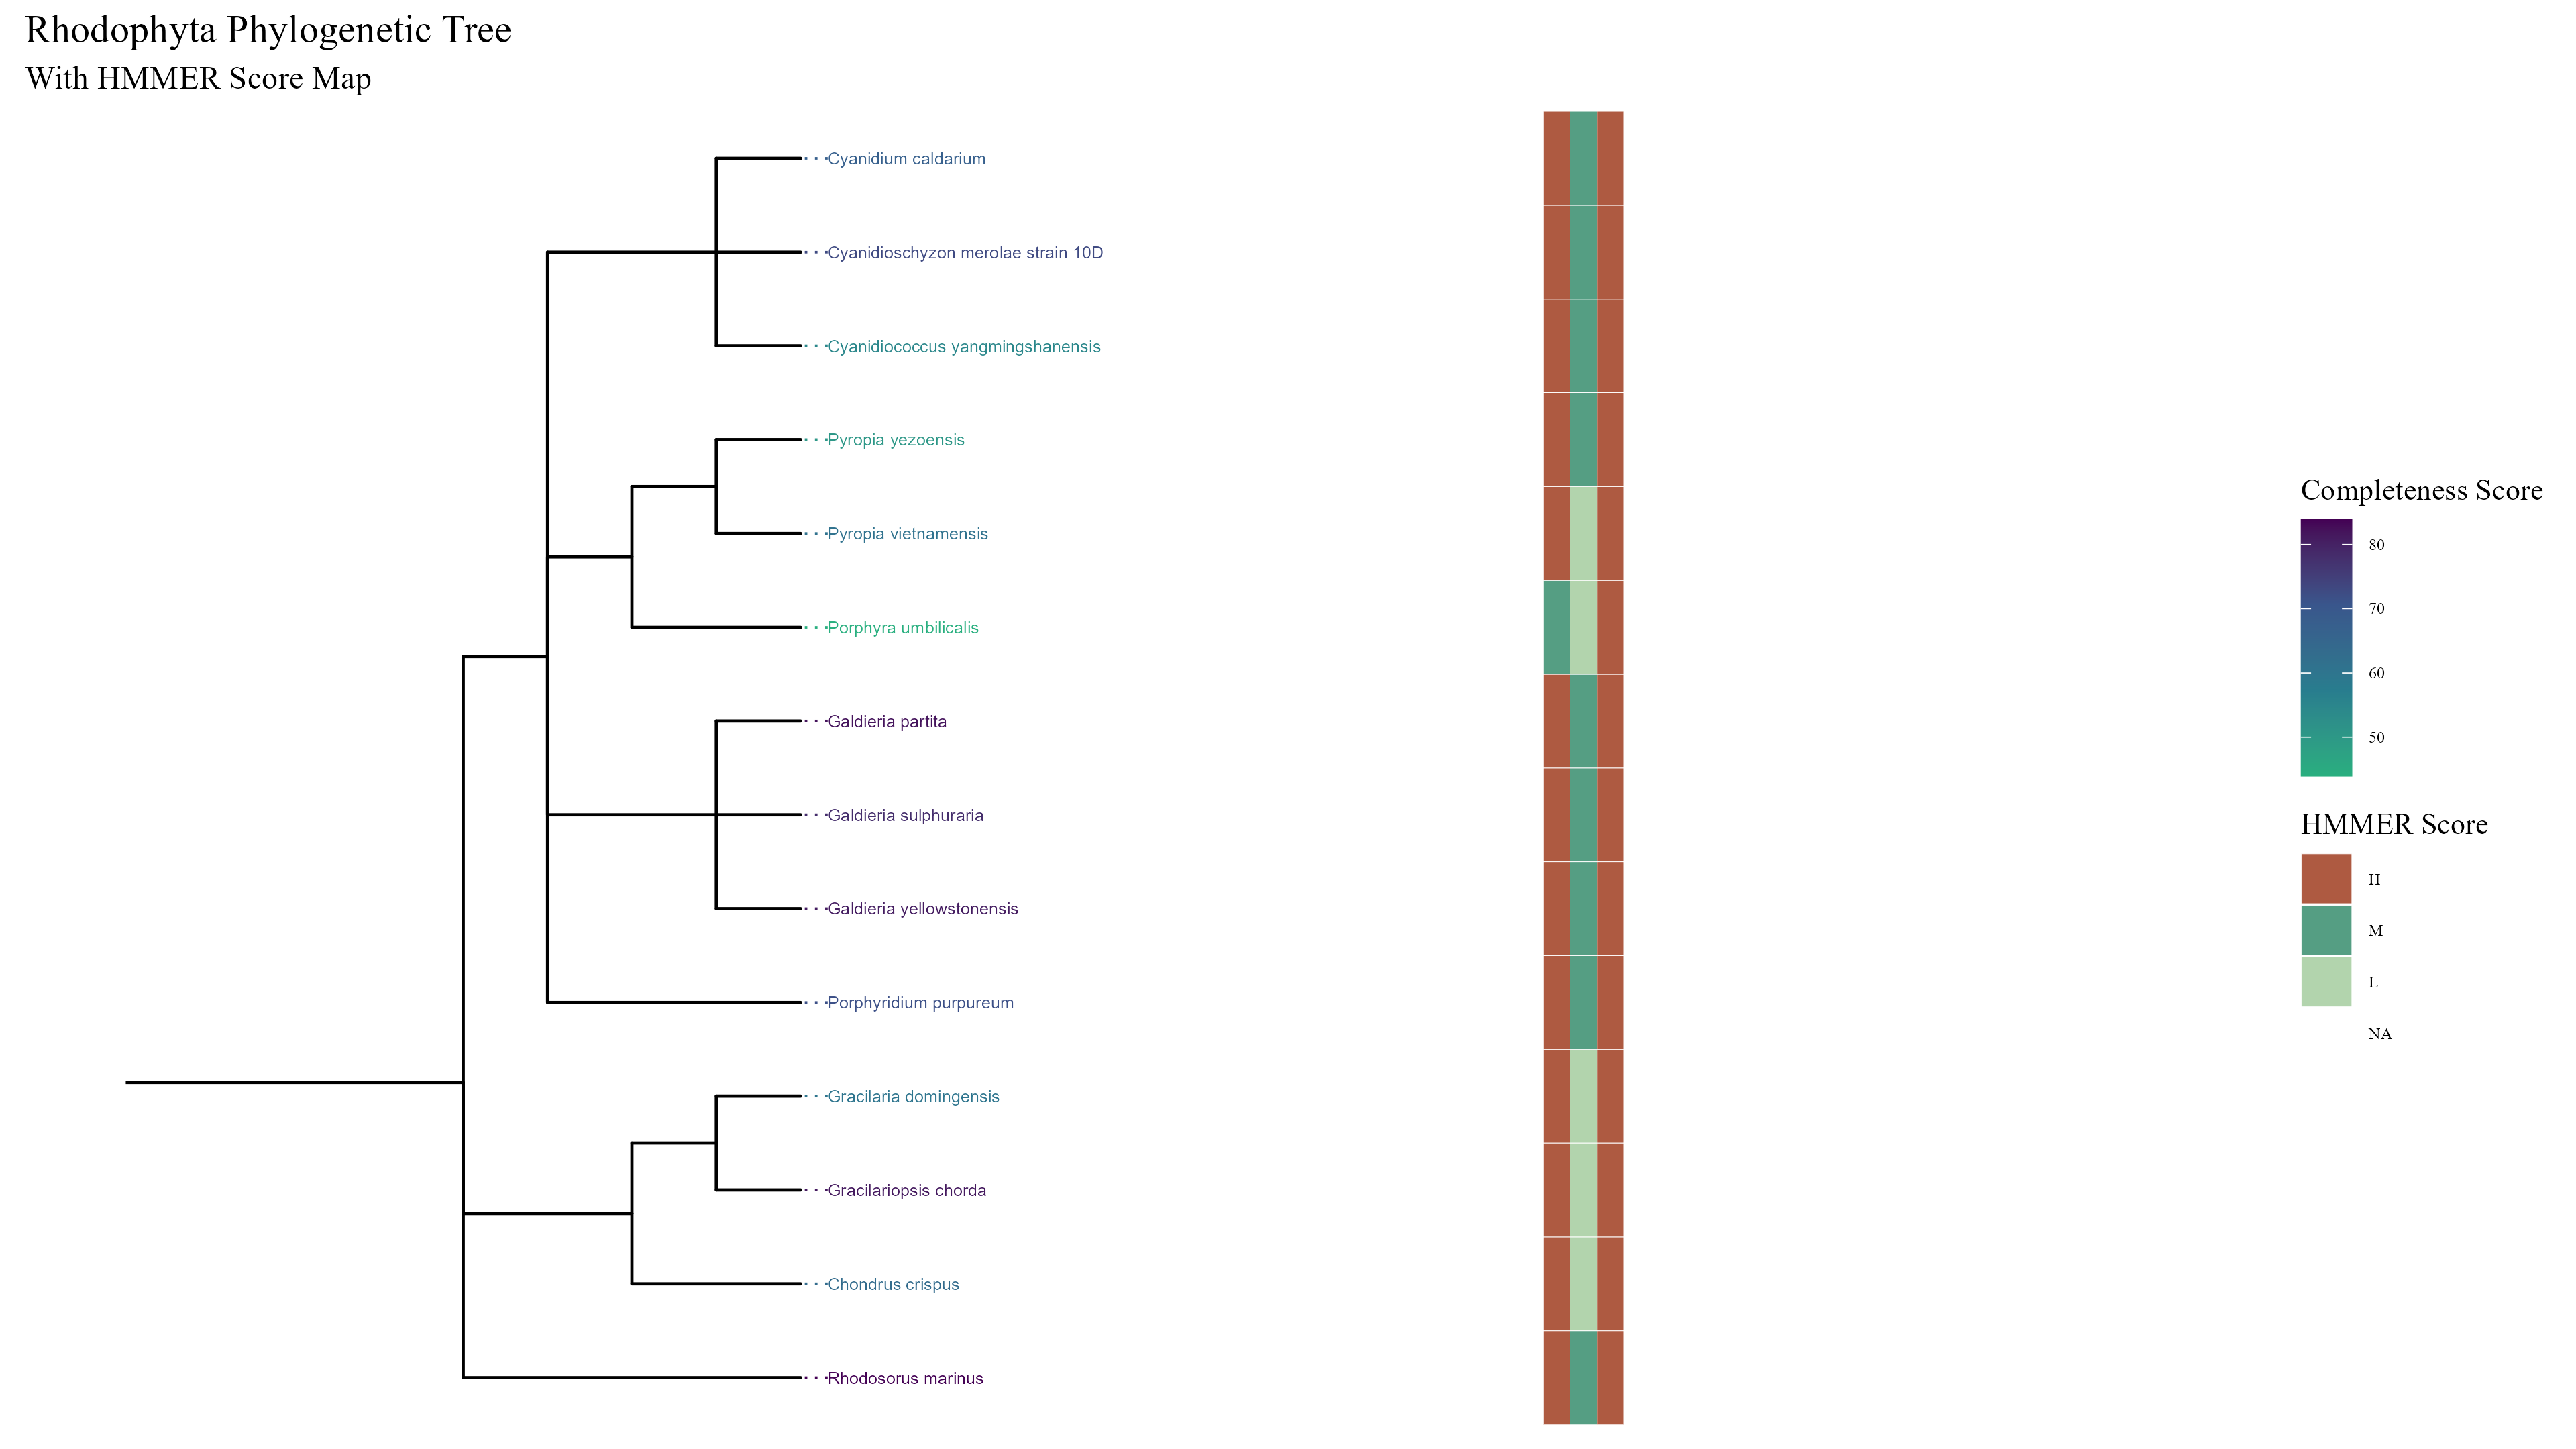 Rhodophyta Phylogenetic Tree
With HMMER Score Map
Cyanidium caldarium
Cyanidioschyzon merolae strain 10D
Cyanidiococcus yangmingshanensis
Pyropia yezoensis
Pyropia vietnamensis
Porphyra umbilicalis
Galdieria partita
Galdieria sulphuraria
Galdieria yellowstonensis
Porphyridium purpureum
Gracilaria domingensis
Gracilariopsis chorda
Chondrus crispus
Rhodosorus marinus
Completeness Score
80
70
60
50
HMMER Score
H
M
L
NA